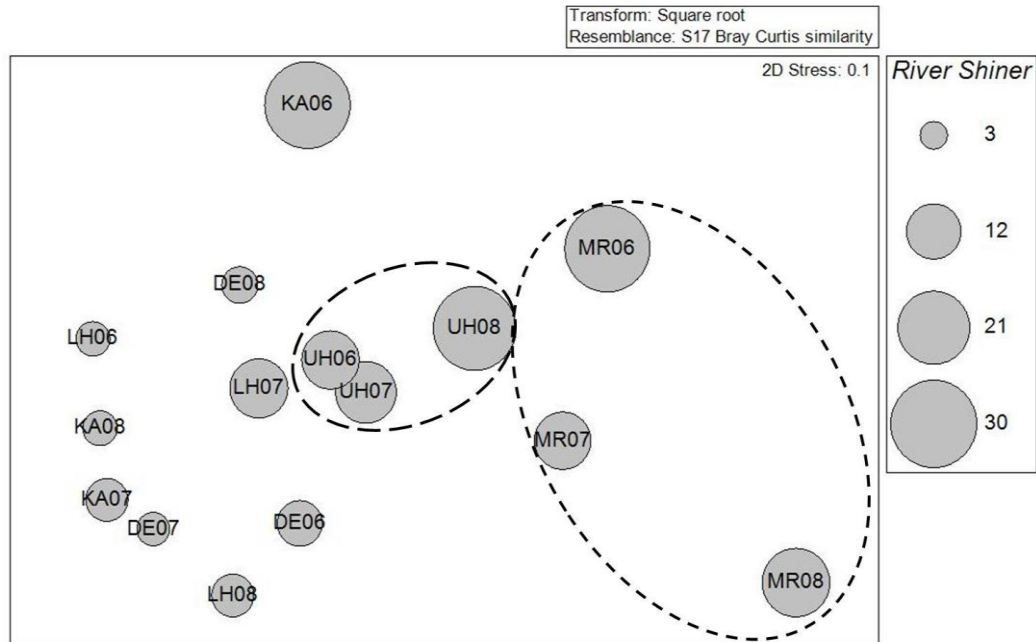 Transform: Square root
Resemblance: S17 Bray Curtis similarity
2D Stress: 0.1
River Shiner
3
12
21
30
KA06
MR06
DE08
UH08
LH06
UH06
LH07
UH07
KA08
MR07
KA07
DE06
DE07
MR08
LH08